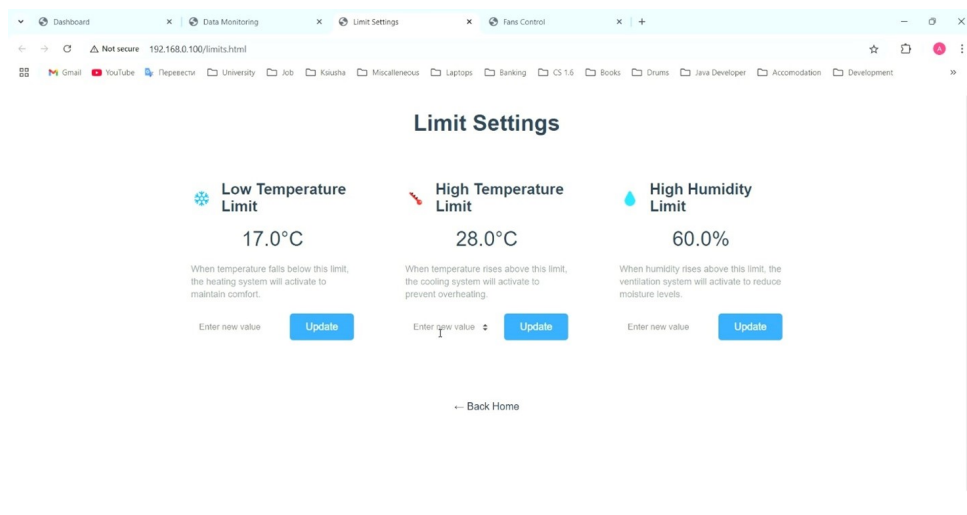 Dashboard
Data Monitoring
Limit Settings
Fans Control
Not secure 192.168.0.100/limits.html
A
Gmail YouTube Перевести University Job Ksiusha Miscalleneous Laptops Banking CS 1.6 Books Drums Java Developer Accomodation Development
Limit Settings
Low Temperature
Limit
17.0°C
When temperature falls below this limit,
the heating system will activate to
maintain comfort.
Enter new value Update
High Temperature
Limit
28.0°C
When temperature rises above this limit,
the cooling system will activate to
prevent overheating.
Enter new value Update
High Humidity
Limit
60.0%
When humidity rises above this limit, the
ventilation system will activate to reduce
moisture levels.
Enter new value Update
← Back Home